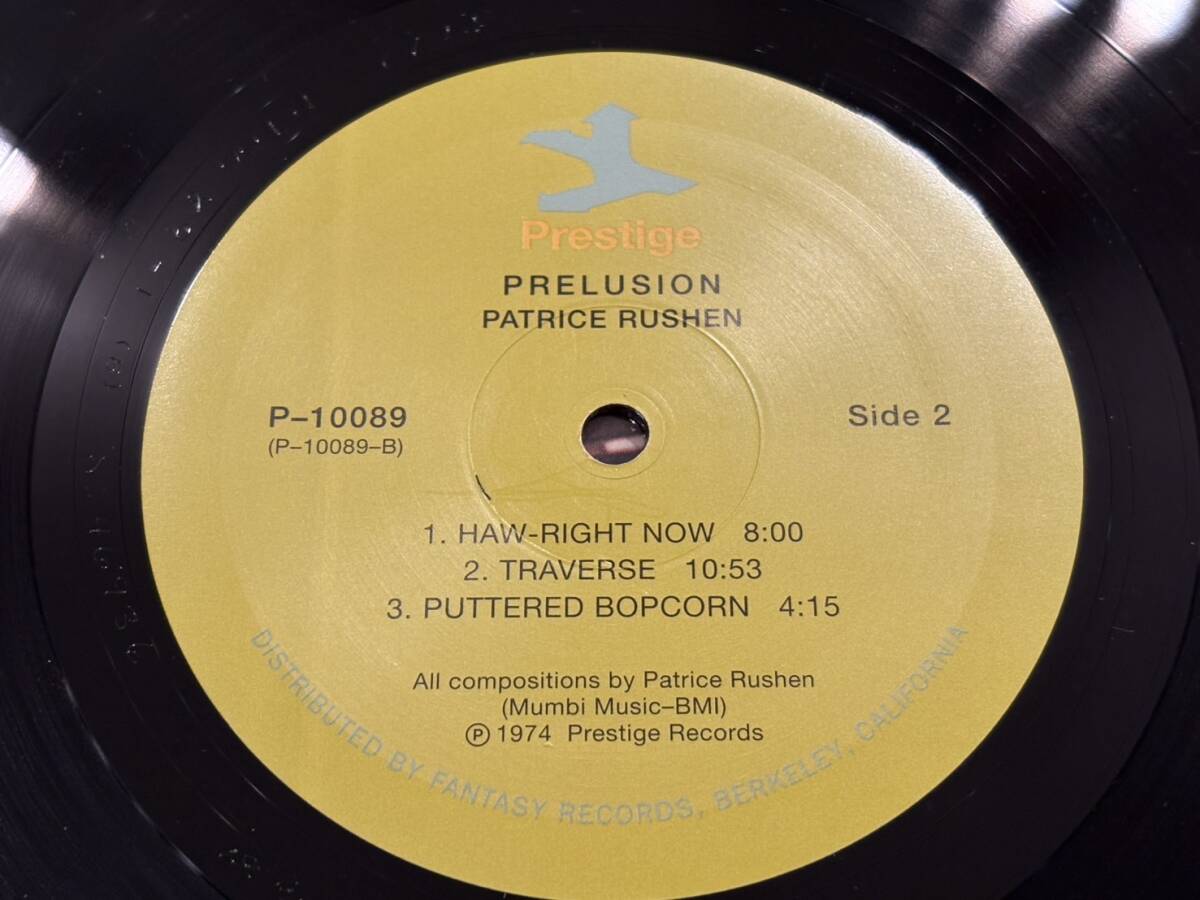 Prestige
PRELUSION
PATRICE RUSHEN
P–10089
(P–10089–B)
Side 2
1. HAW-RIGHT NOW 8:00
2. TRAVERSE 10:53
3. PUTTERED BOPCORN 4:15
All compositions by Patrice Rushen
(Mumbi Music–BMI)
Ⓟ 1974 Prestige Records
DISTRIBUTED BY FANTASY RECORDS, BERKELEY, CALIFORNIA